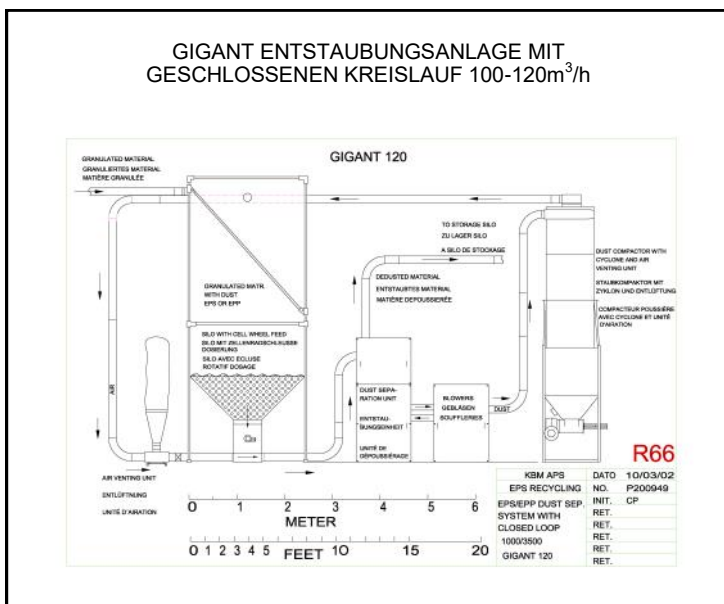 GIGANT ENTSTAUBUNGSANLAGE MIT
GESCHLOSSENEN KREISLAUF 100-120m³/h
GIGANT 120
GRANULATED MATERIAL
GRANULIERTES MATERIAL
MATIÈRE GRANULÉE
TO STORAGE SILO
ZU LAGER SILO
A SILO DE STOCKAGE
DUST COMPACTOR WITH
CYCLONE AND AIR
VENTING UNIT
STAUBKOMPAKTOR MIT
ZYKLON UND ENTLÜFTUNG
COMPACTEUR POUSSIÈRE
AVEC CYCLONE ET UNITÉ
D'AIRATION
DEDUSTED MATERIAL
ENTSTAUBTES MATERIAL
MATIÈRE DEPOUSSIERÉE
GRANULATED MATR.
WITH DUST
EPS OR EPP
SILO WITH CELL WHEEL FEED
SILO MIT ZELLENRADSCHLEUSSE
DOSIERUNG
SILO AVEC ÉCLUSE
ROTATIF DOSAGE
AIR
DUST SEPA-
RATION UNIT
ENTSTAU-
BUNGSEINHEIT
UNITÉ DE
DÉPOUSSIÉRAGE
BLOWERS
GEBLÄSEN
SOUFFLERIES
DUST
AIR VENTING UNIT
ENTLÜFTNUNG
UNITÉ D'AIRATION
0 1 2 3 4 5 6
METER
0 1 2 3 4 5 10 15 20
FEET
R66
KBM APS DATO 10/03/02
EPS RECYCLING NO. P200949
EPS/EPP DUST SEP. INIT. CP
SYSTEM WITH RET.
CLOSED LOOP RET.
1000/3500 RET.
GIGANT 120 RET.
RET.